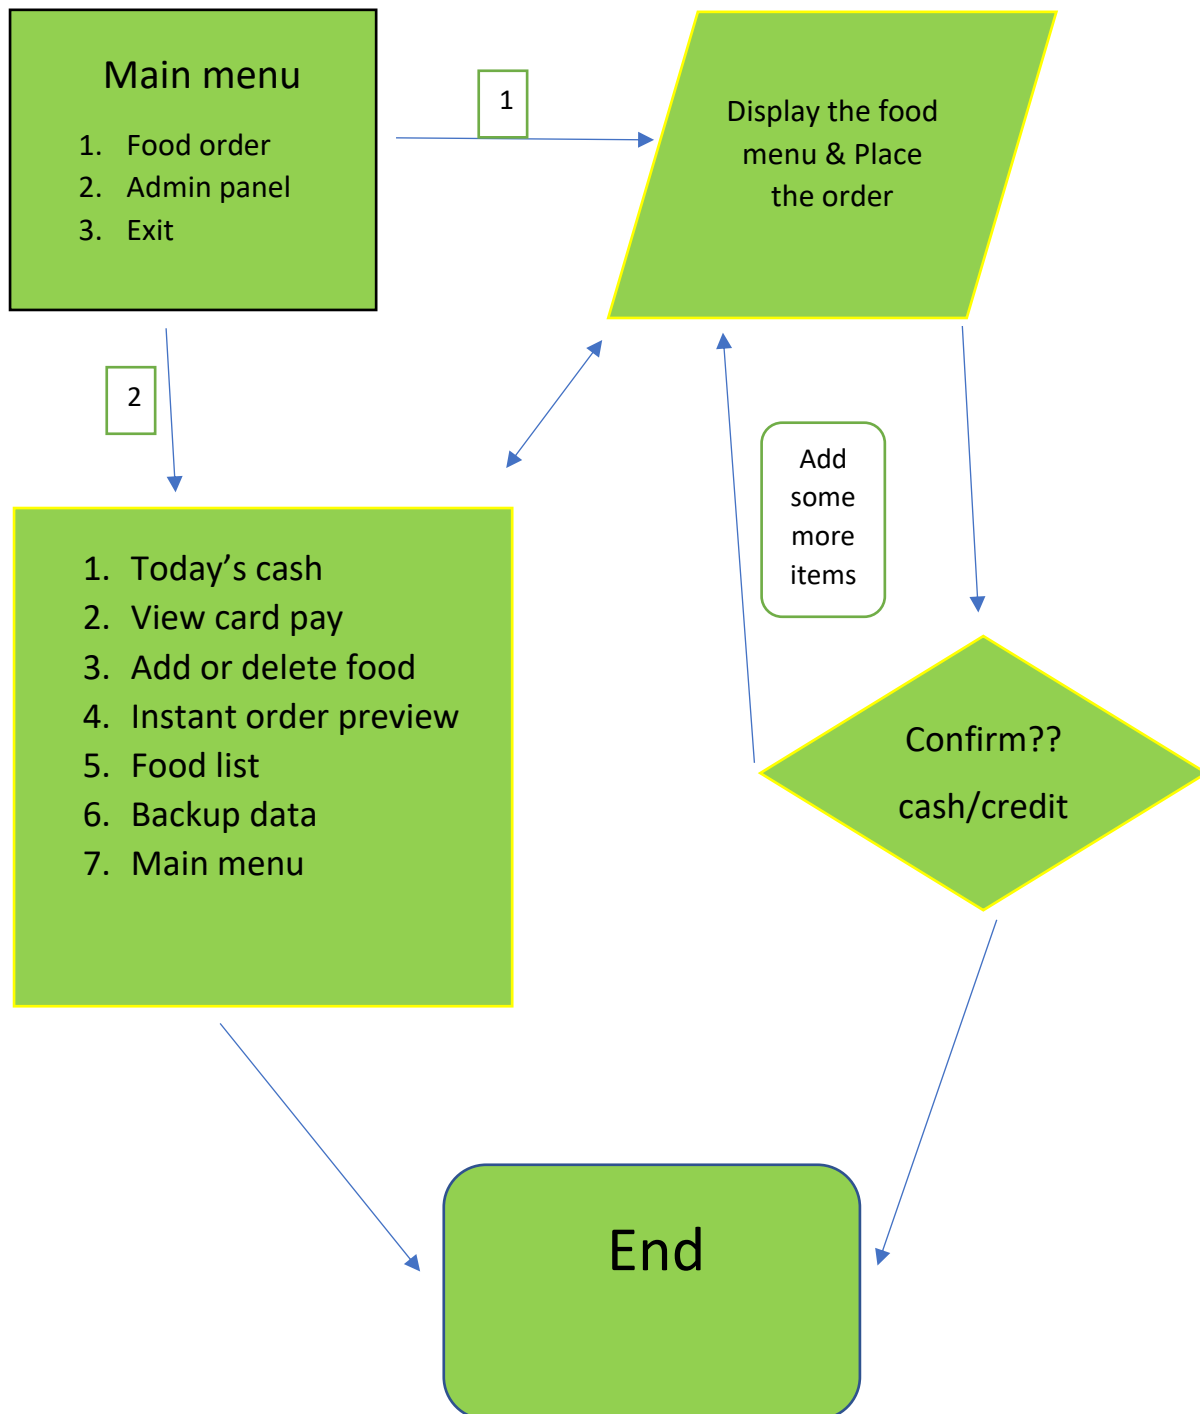 Main menu
1. Food order
2. Admin panel
3. Exit
1
Display the food
menu & Place
the order
2
Add
some
more
items
1. Today’s cash
2. View card pay
3. Add or delete food
4. Instant order preview
5. Food list
6. Backup data
7. Main menu
Confirm??
cash/credit
End